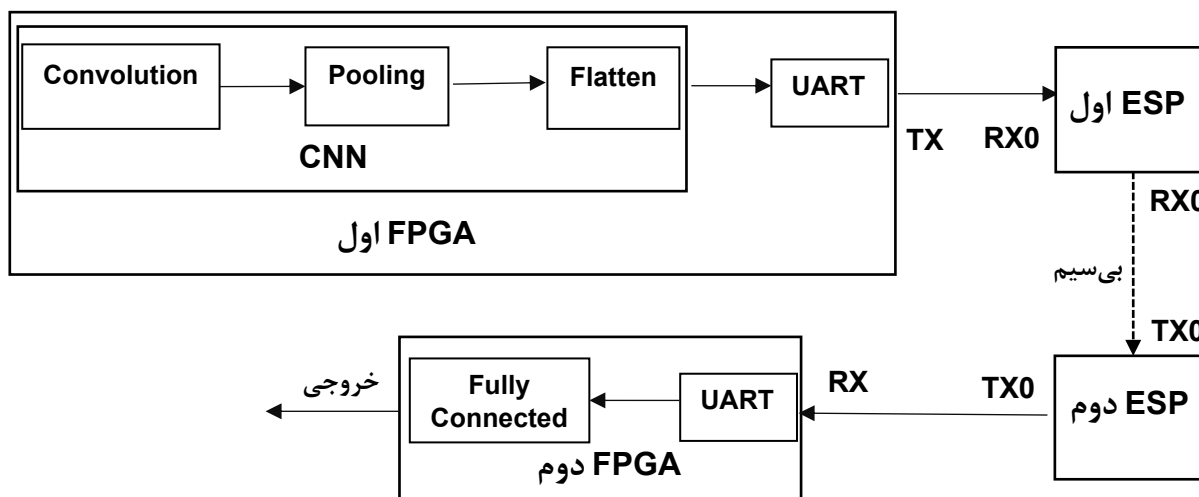 Convolution
Pooling
Flatten
UART
CNN
FPGA اول
TX
RX0
ESP اول
RX0
بی‌سیم
TX0
ESP دوم
TX0
RX
UART
Fully
Connected
FPGA دوم
خروجی